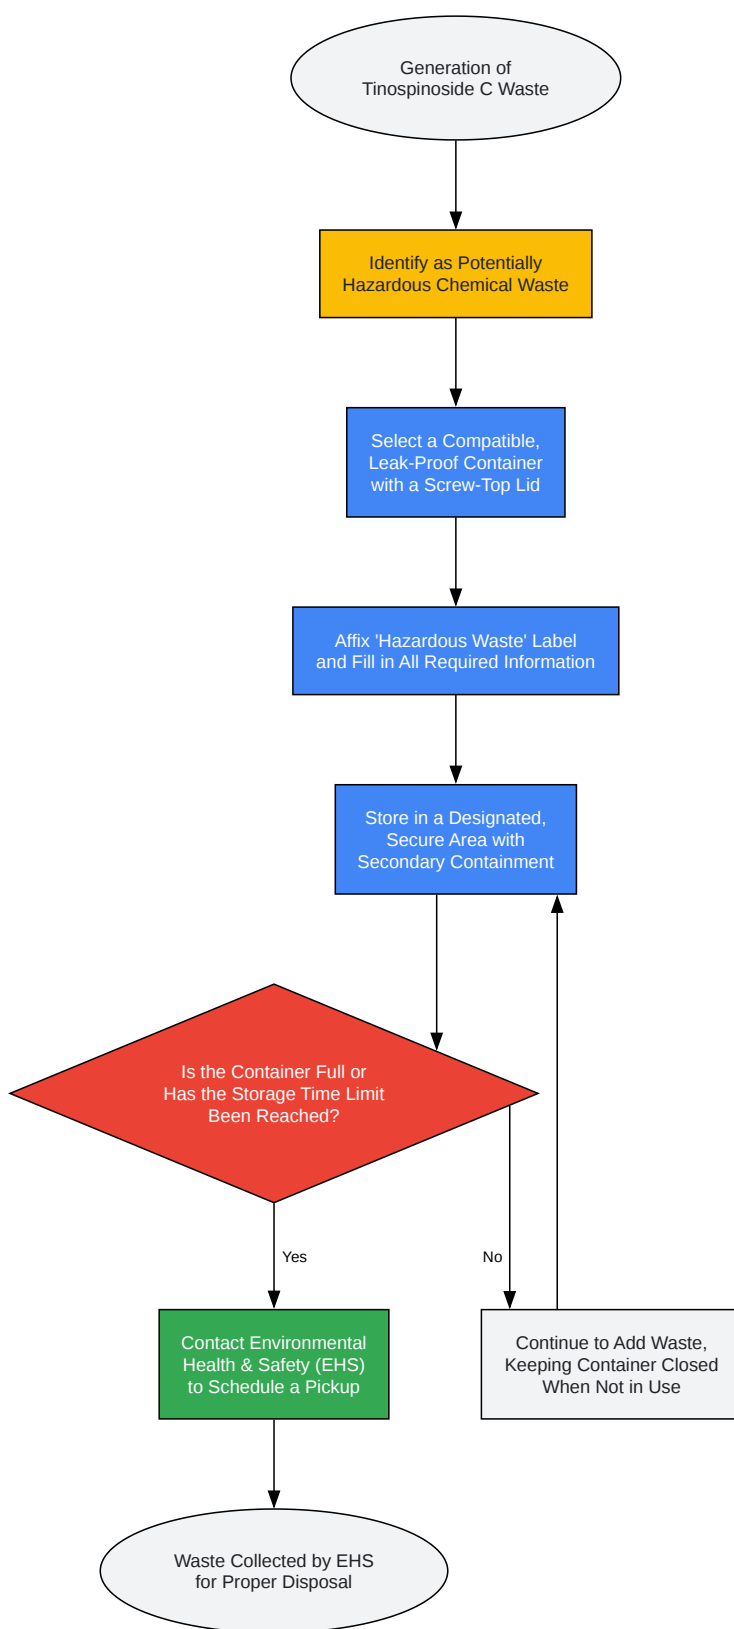 Generation of
Tinospinoside C Waste
Identify as Potentially
Hazardous Chemical Waste
Select a Compatible,
Leak-Proof Container
with a Screw-Top Lid
Affix 'Hazardous Waste' Label
and Fill in All Required Information
Store in a Designated,
Secure Area with
Secondary Containment
Is the Container Full or
Has the Storage Time Limit
Been Reached?
Yes
No
Contact Environmental
Health & Safety (EHS)
to Schedule a Pickup
Continue to Add Waste,
Keeping Container Closed
When Not in Use
Waste Collected by EHS
for Proper Disposal